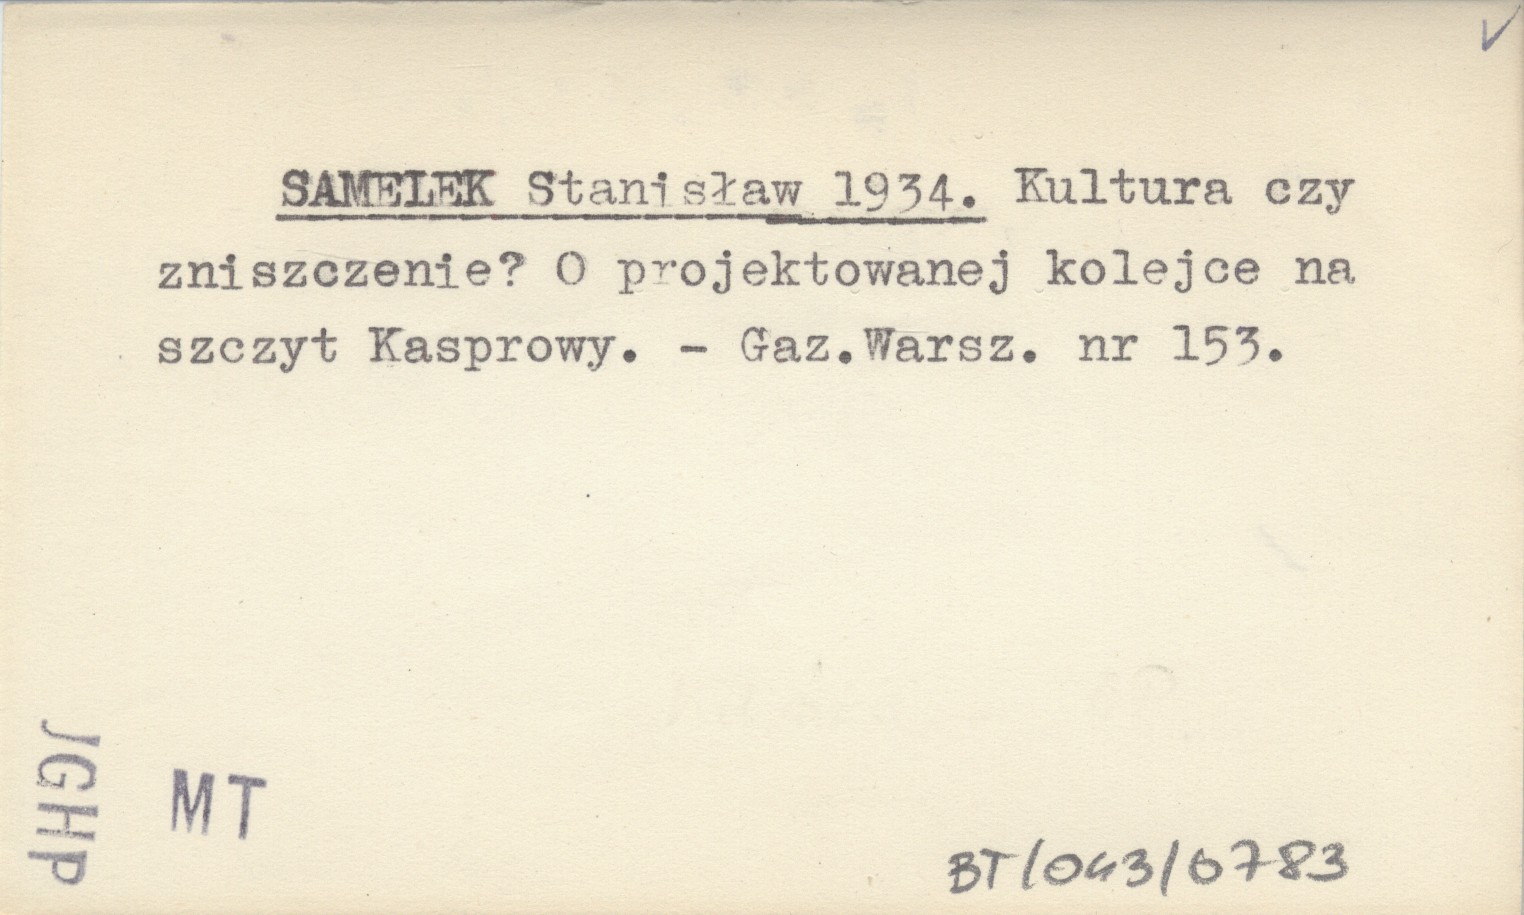 SAMELEK Stanisław 1934. Kultura czy
zniszczenie? O projektowanej kolejce na
szczyt Kasprowy. - Gaz.Warsz. nr 153.
JGHP
MT
BT/043/0783